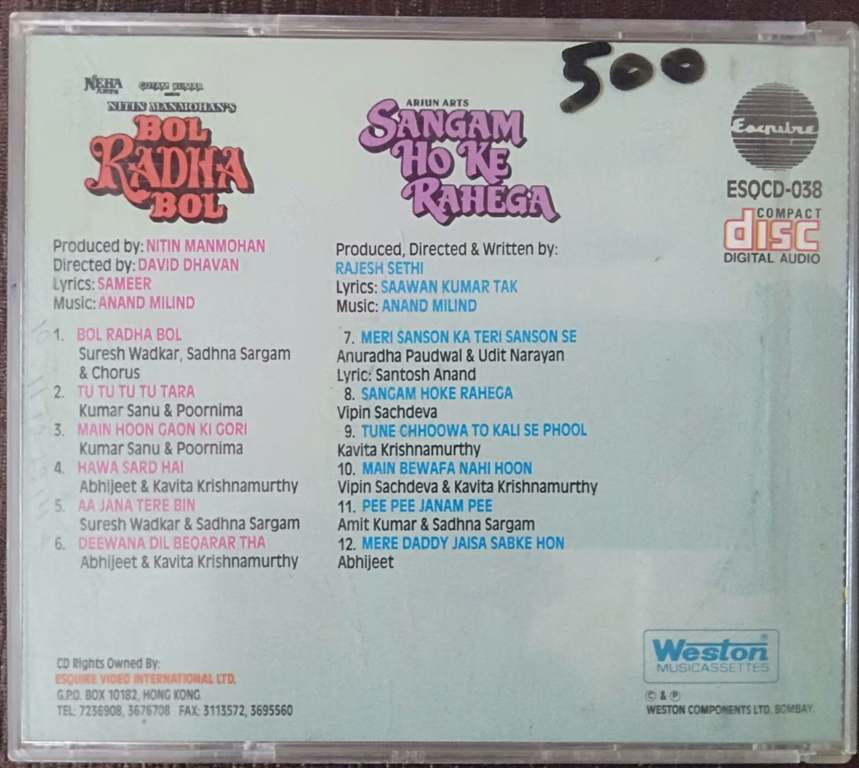 500
NEHA
ARTS
GOTAM KUMAR
NITIN MANMOHAN'S
BOL
RADHA
BOL
Produced by: NITIN MANMOHAN
Directed by: DAVID DHAVAN
Lyrics: SAMEER
Music: ANAND MILIND
1. BOL RADHA BOL
Suresh Wadkar, Sadhna Sargam
& Chorus
2. TU TU TU TU TARA
Kumar Sanu & Poornima
3. MAIN HOON GAON KI GORI
Kumar Sanu & Poornima
4. HAWA SARD HAI
Abhijeet & Kavita Krishnamurthy
5. AA JANA TERE BIN
Suresh Wadkar & Sadhna Sargam
6. DEEWANA DIL BEQARAR THA
Abhijeet & Kavita Krishnamurthy
ARJUN ARTS
SANGAM
HO KE
RAHEGA
Produced, Directed & Written by:
RAJESH SETHI
Lyrics: SAAWAN KUMAR TAK
Music: ANAND MILIND
7. MERI SANSON KA TERI SANSON SE
Anuradha Paudwal & Udit Narayan
Lyric: Santosh Anand
8. SANGAM HOKE RAHEGA
Vipin Sachdeva
9. TUNE CHHOOWA TO KALI SE PHOOL
Kavita Krishnamurthy
10. MAIN BEWAFA NAHI HOON
Vipin Sachdeva & Kavita Krishnamurthy
11. PEE PEE JANAM PEE
Amit Kumar & Sadhna Sargam
12. MERE DADDY JAISA SABKE HON
Abhijeet
Esquire
ESQCD-038
COMPACT
disc
DIGITAL AUDIO
CD Rights Owned By:
ESQUIRE VIDEO INTERNATIONAL LTD.
G.P.O. BOX 10182, HONG KONG
TEL: 7236908, 3676708 FAX: 3113572, 3695560
Weston®
MUSICASSETTES
© & ℗
WESTON COMPONENTS LTD. BOMBAY.